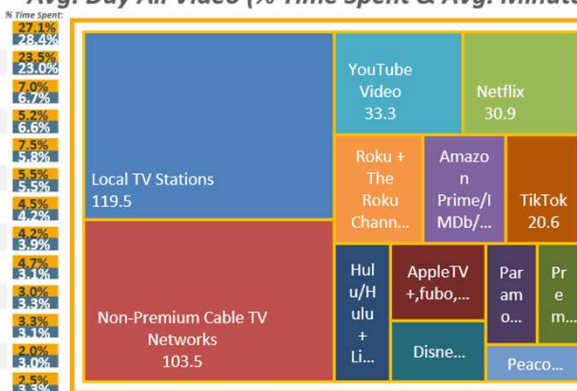 Avg. Day All Video (% Time Spent & Avg. Minute
% Time Spent:
27.1%
28.4%
23.5%
23.0%
7.0%
6.7%
5.2%
6.6%
7.5%
5.8%
5.5%
5.5%
4.5%
4.2%
4.2%
3.9%
4.7%
3.1%
3.0%
3.3%
3.3%
3.1%
2.0%
3.0%
2.5%
3.3%
Local TV Stations
119.5
Non-Premium Cable TV
Networks
103.5
YouTube
Video
33.3
Netflix
30.9
Roku +
The
Roku
Chann...
Amazo
n
Prime/I
MDb/...
TikTok
20.6
Hul
u/H
ulu
+
Li...
AppleTV
+,fubo,...
Disne...
Par
am
o...
Pr
e
m...
Peaco...